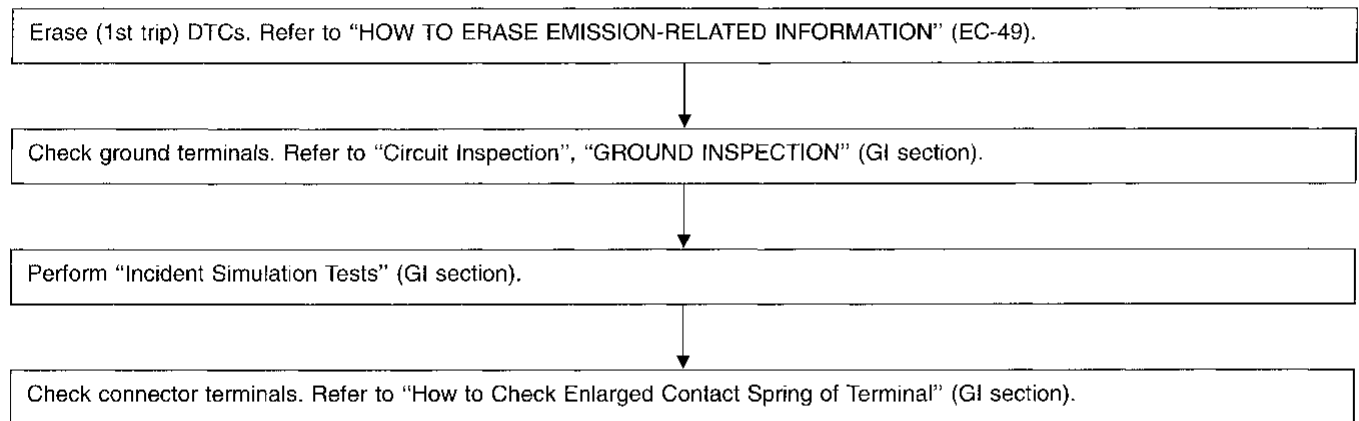 Erase (1st trip) DTCs. Refer to “HOW TO ERASE EMISSION-RELATED INFORMATION” (EC-49).
Check ground terminals. Refer to “Circuit Inspection”, “GROUND INSPECTION” (GI section).
Perform “Incident Simulation Tests” (GI section).
Check connector terminals. Refer to “How to Check Enlarged Contact Spring of Terminal” (GI section).